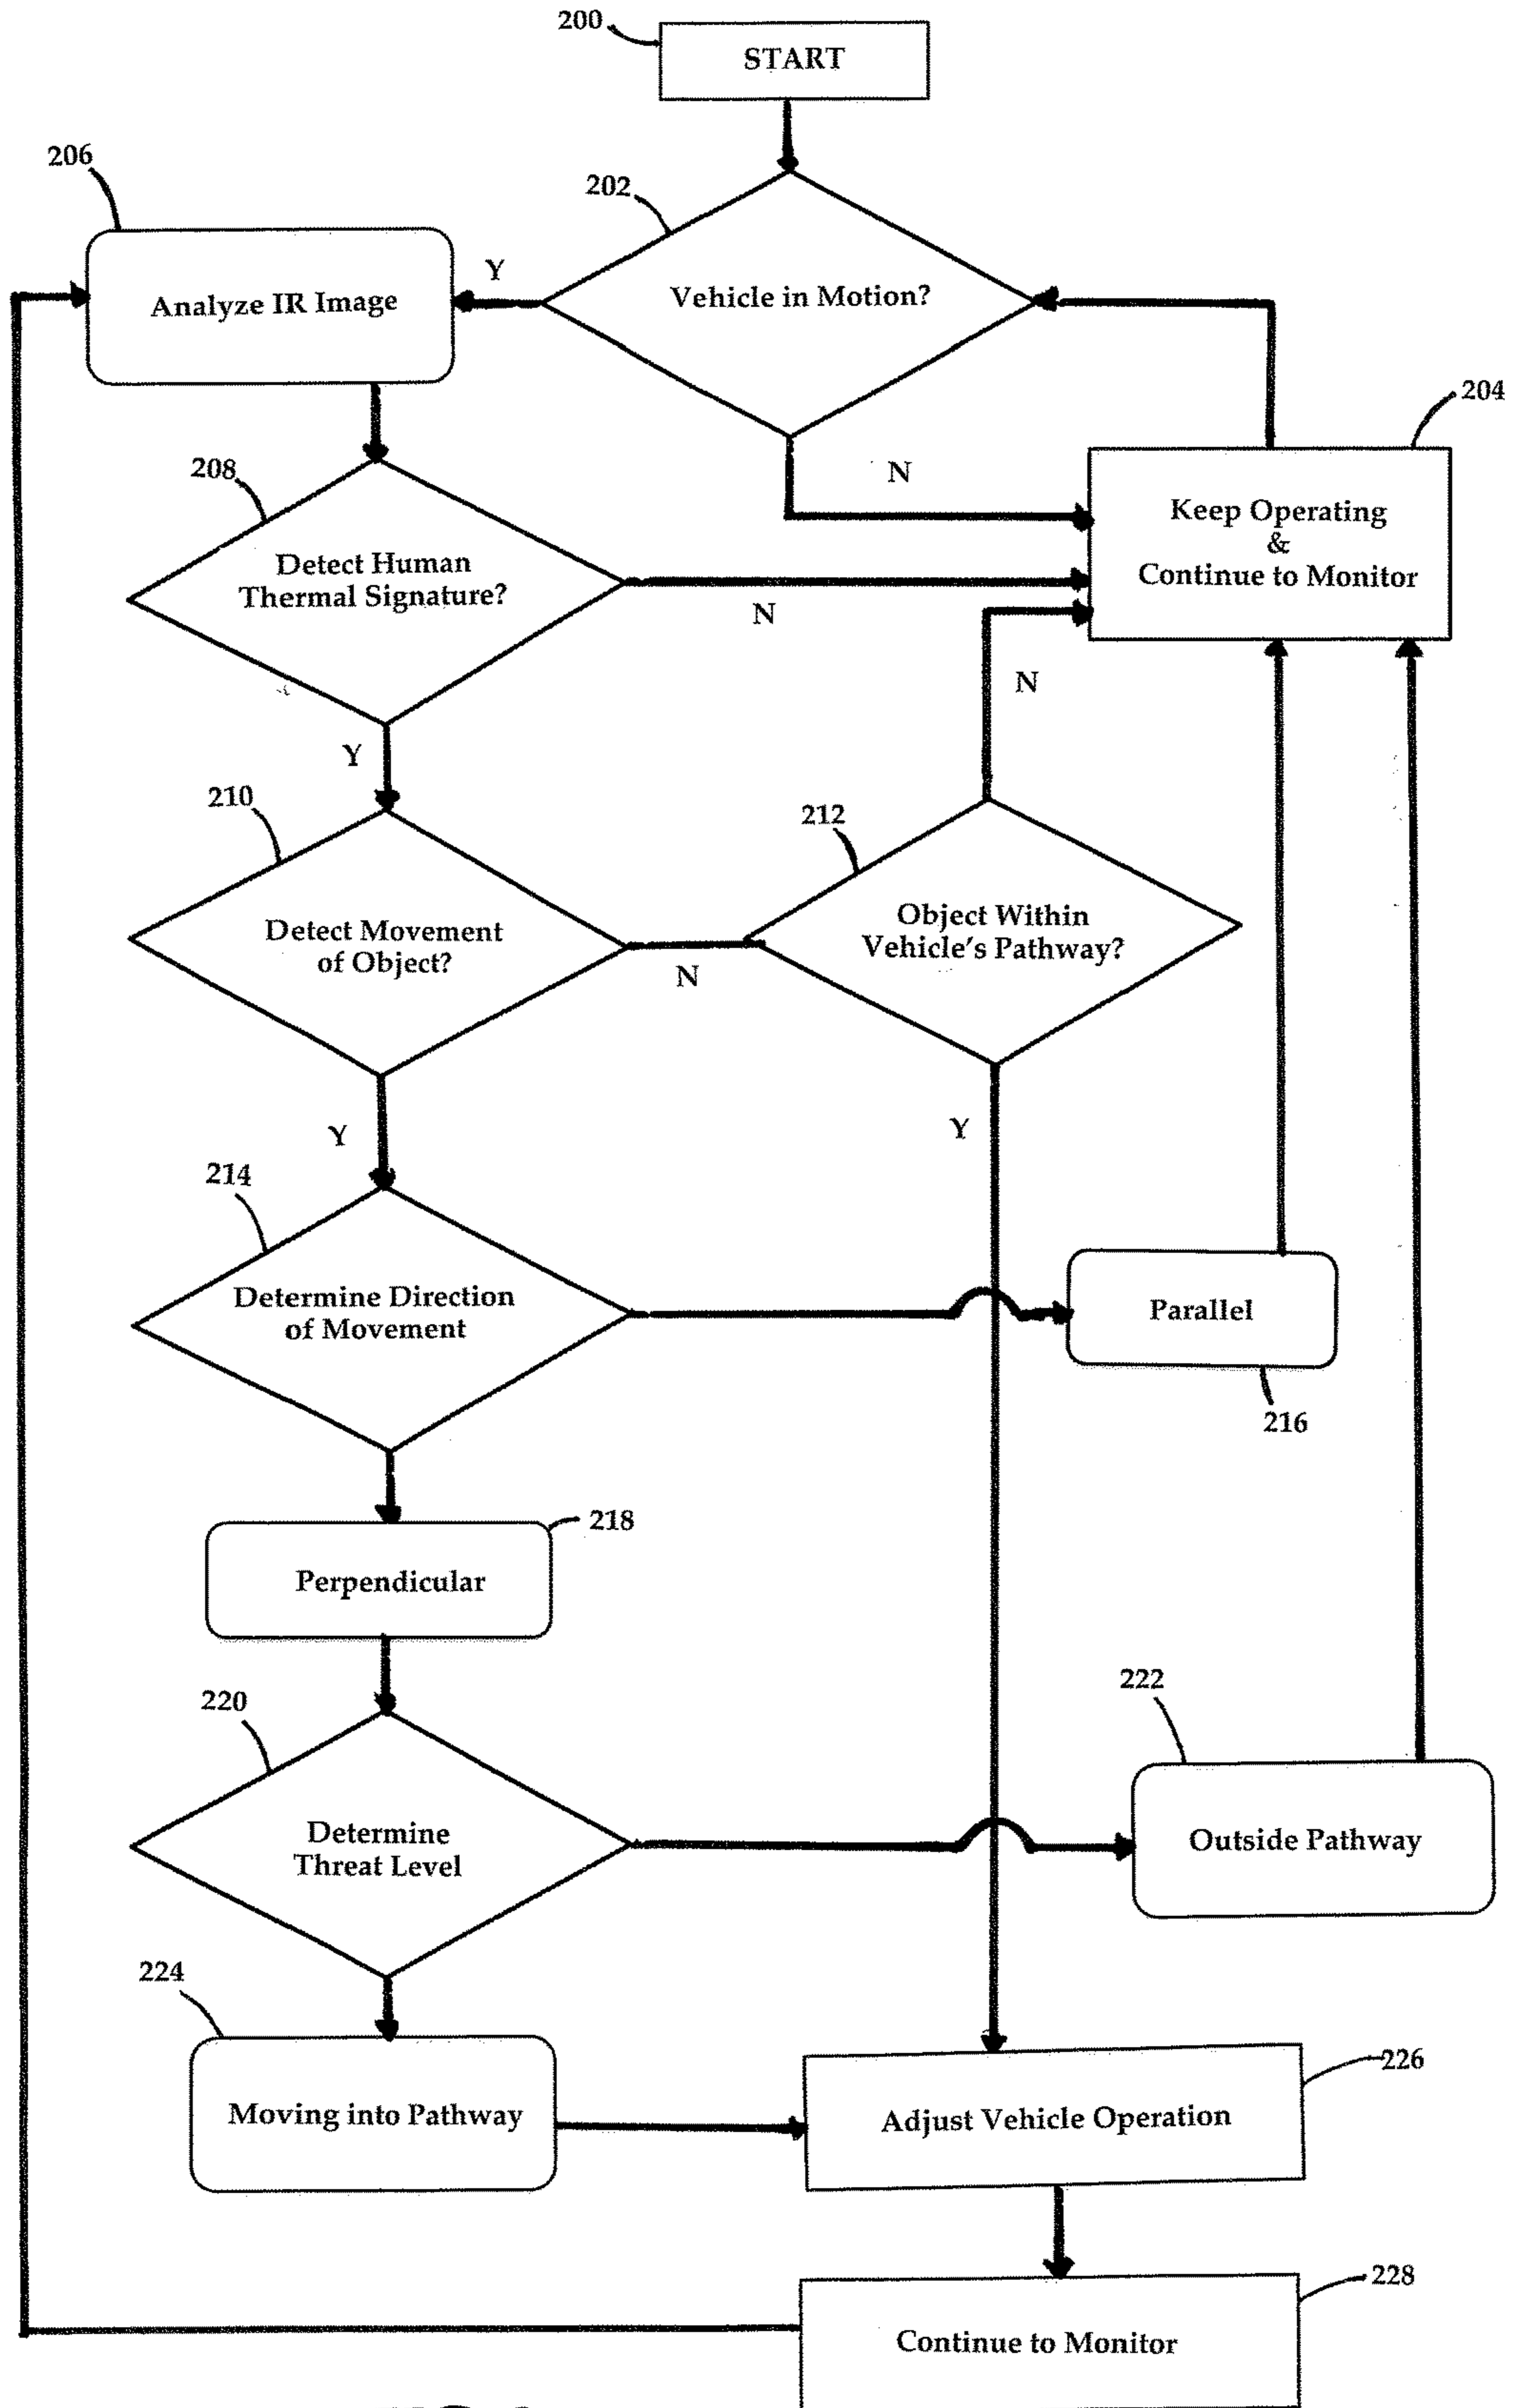 200
START
206
202
Y
Analyze IR Image
Vehicle in Motion?
204
N
208
Keep Operating
&
Continue to Monitor
Detect Human
Thermal Signature?
N
N
Y
210
212
Object Within
Vehicle's Pathway?
Detect Movement
of Object?
N
Y
Y
214
Determine Direction
of Movement
Parallel
216
218
Perpendicular
222
220
Determine
Threat Level
Outside Pathway
224
226
Moving into Pathway
Adjust Vehicle Operation
228
Continue to Monitor